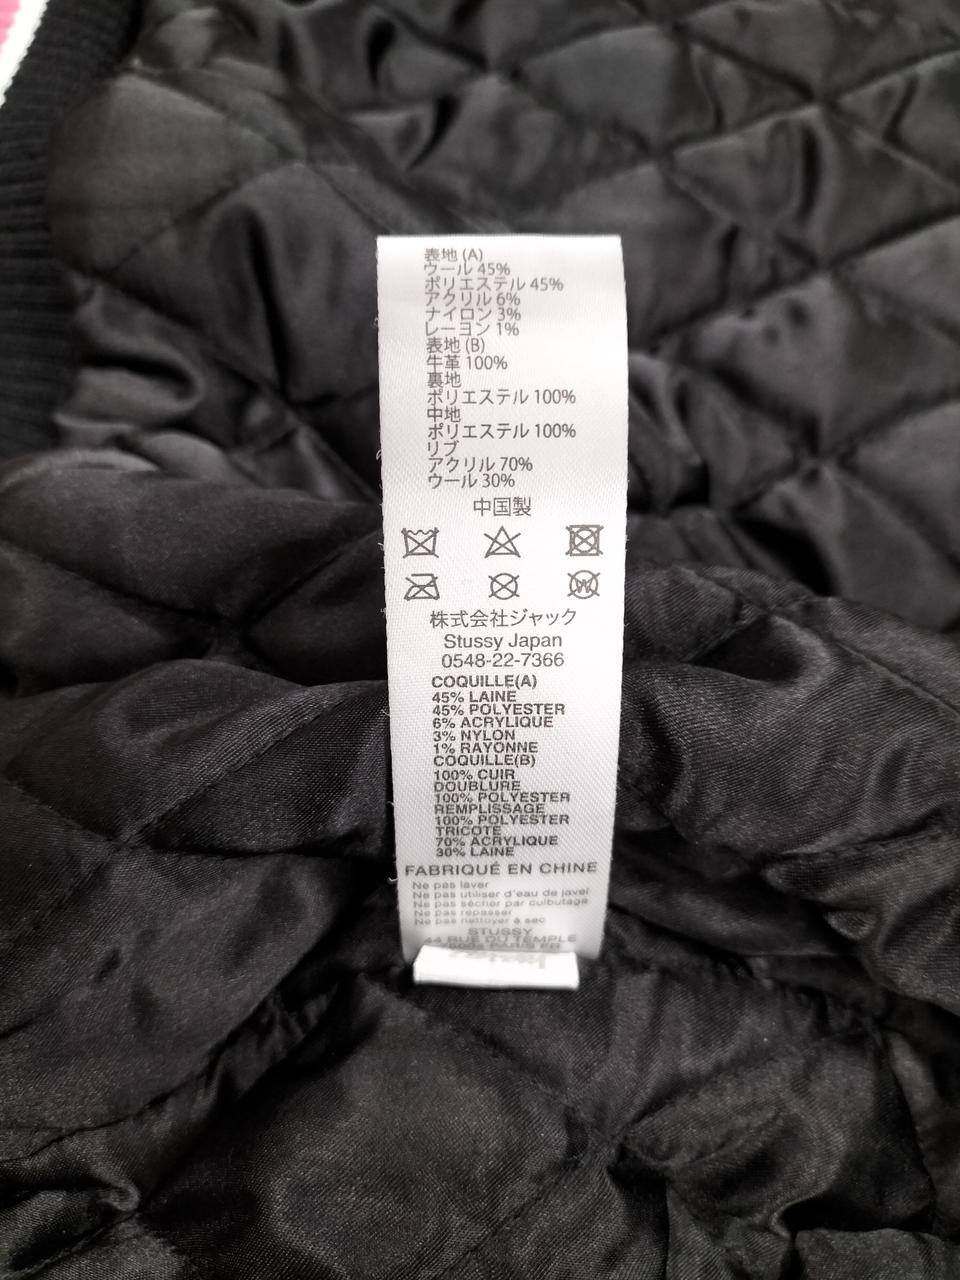 表地 (A)
ウール 45%
ポリエステル 45%
アクリル 6%
ナイロン 3%
レーヨン 1%
表地 (B)
牛革 100%
裏地
ポリエステル 100%
中地
ポリエステル 100%
リブ
アクリル 70%
ウール 30%
中国製
株式会社ジャック
Stussy Japan
0548-22-7366
COQUILLE(A)
45% LAINE
45% POLYESTER
6% ACRYLIQUE
3% NYLON
1% RAYONNE
COQUILLE(B)
100% CUIR
DOUBLURE
100% POLYESTER
REMPLISSAGE
100% POLYESTER
TRICOTE
70% ACRYLIQUE
30% LAINE
FABRIQUÉ EN CHINE
Ne pas laver
Ne pas utiliser d'eau de javel
Ne pas sécher par culbutage
Ne pas repasser
Ne pas nettoyer à sec
STUSSY
44 RUE DU TEMPLE